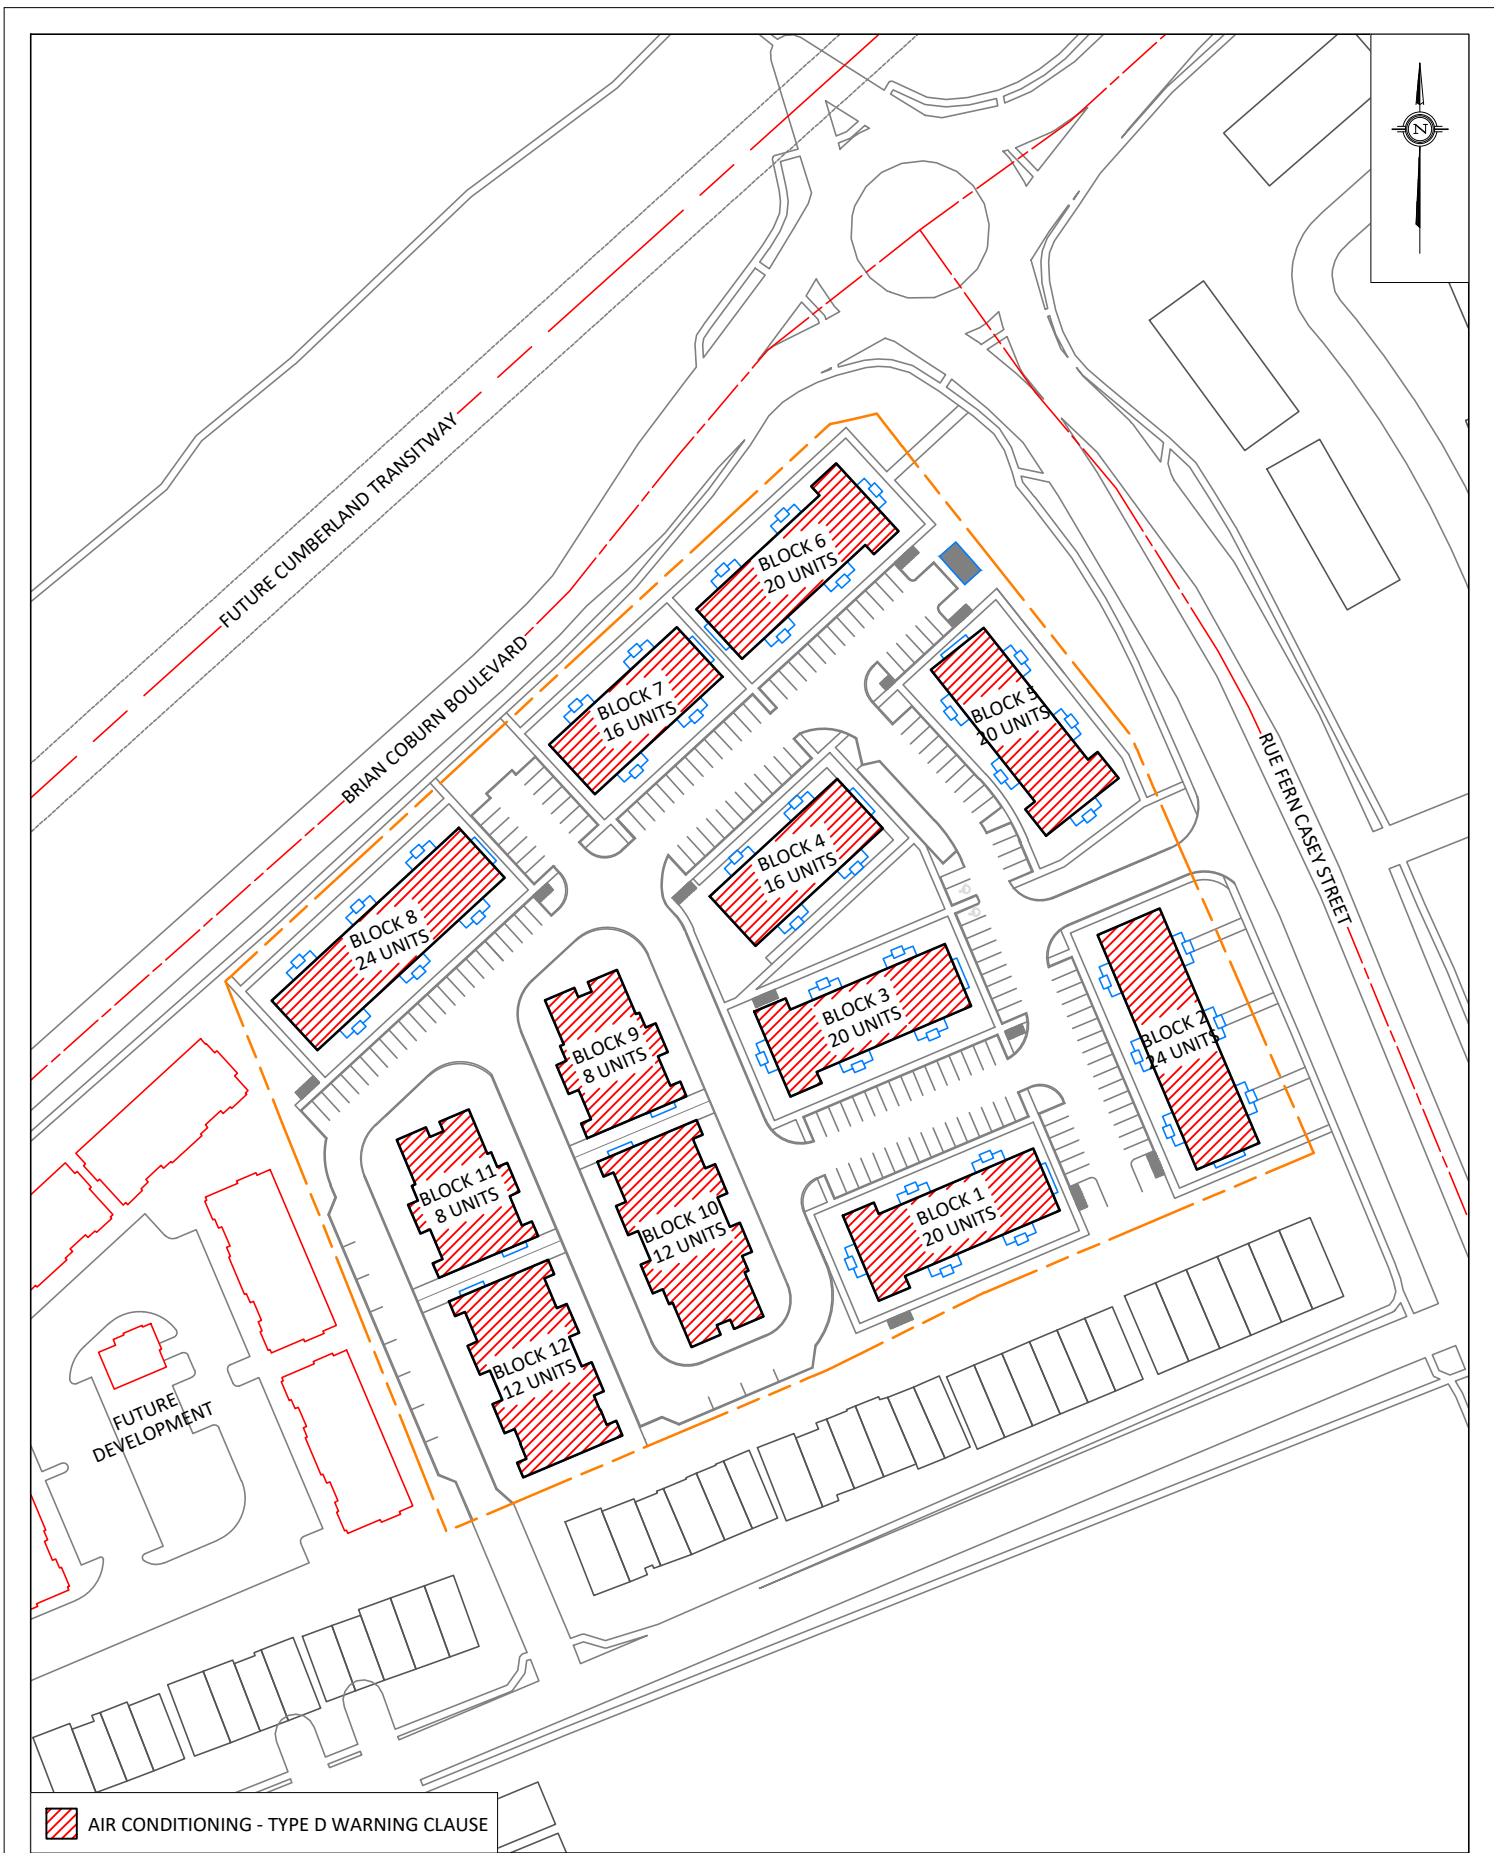 N
FUTURE CUMBERLAND TRANSITWAY
BRIAN COBURN BOULEVARD
RUE FERN CASEY STREET
BLOCK 6
20 UNITS
BLOCK 7
16 UNITS
BLOCK 5
20 UNITS
BLOCK 4
16 UNITS
BLOCK 8
24 UNITS
BLOCK 3
20 UNITS
BLOCK 2
24 UNITS
BLOCK 9
8 UNITS
BLOCK 11
8 UNITS
BLOCK 10
12 UNITS
BLOCK 1
20 UNITS
BLOCK 12
12 UNITS
FUTURE
DEVELOPMENT
AIR CONDITIONING - TYPE D WARNING CLAUSE